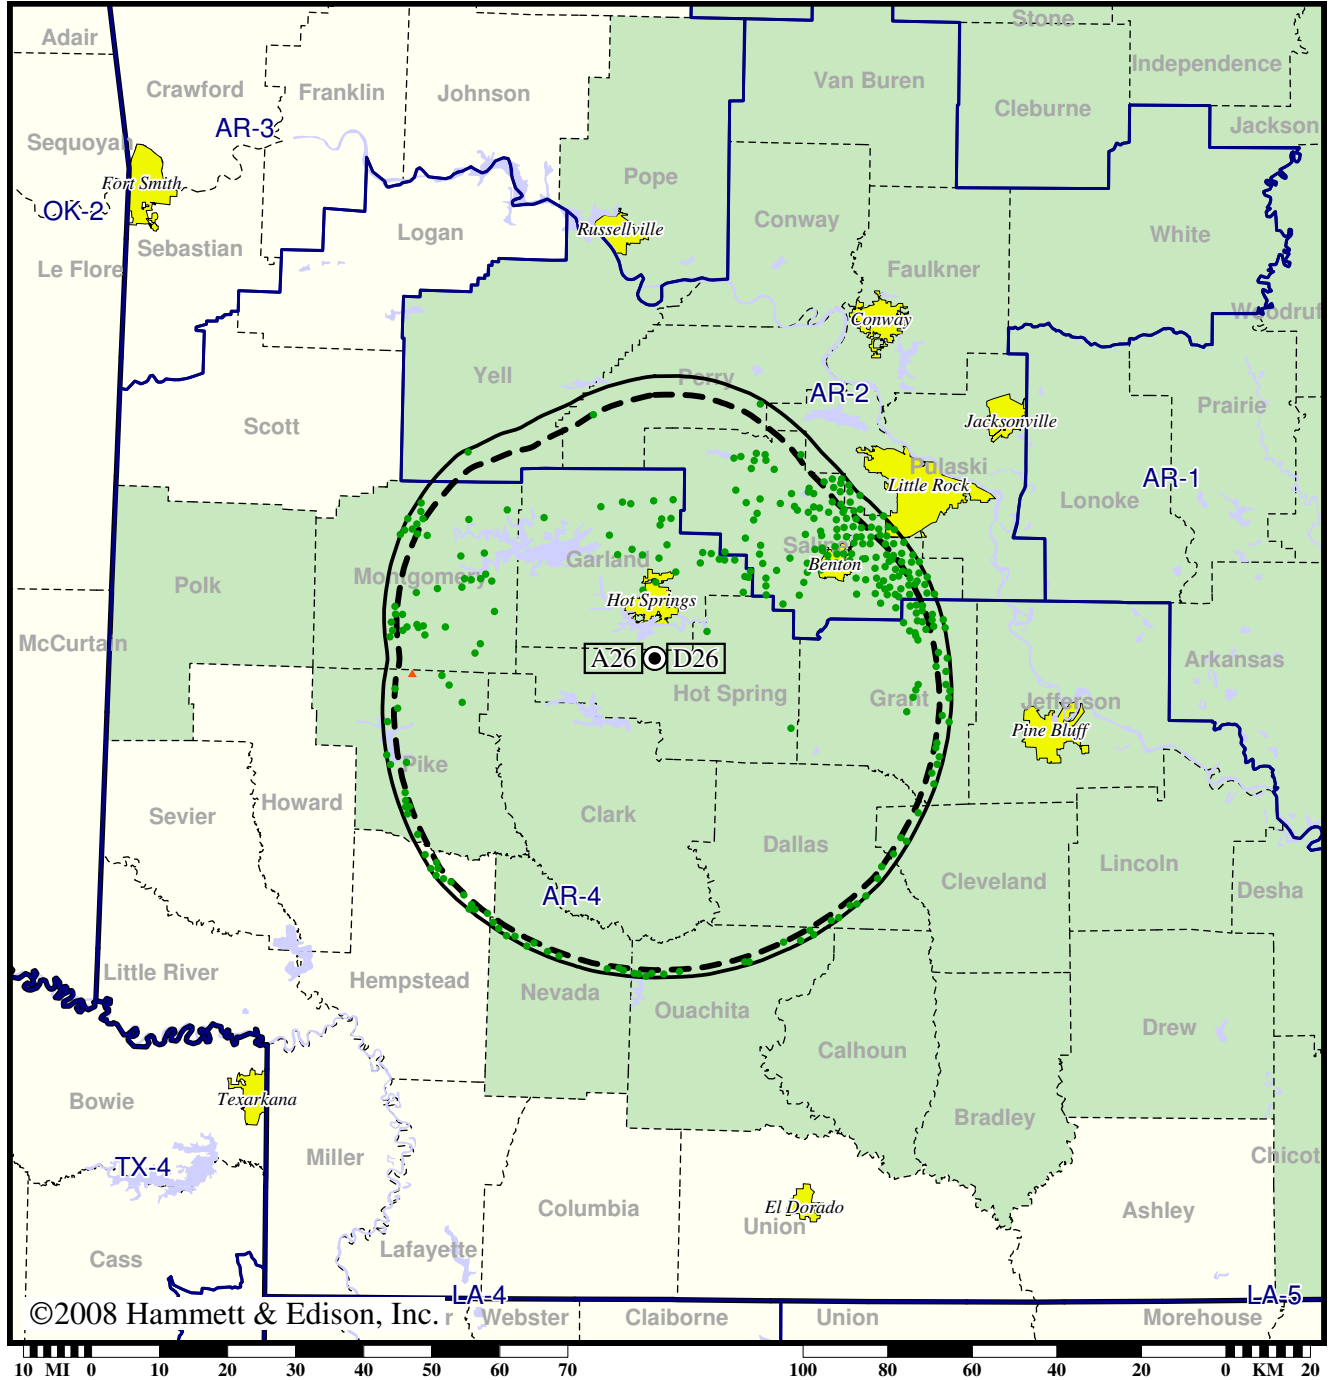 Stone
Adair
Independence
Van Buren
Crawford
Franklin
Johnson
Cleburne
Jackson
AR-3
Sequoyah
Fort Smith
Pope
OK-2
Conway
Russellville
Logan
White
Sebastian
Le Flore
Faulkner
Woodruf
Conway
Yell
Perry
AR-2
Prairie
Jacksonville
Scott
Pulaski
AR-1
Little Rock
Lonoke
Saline
Garland
Benton
Montgomery
Polk
Hot Springs
McCurtain
A26
D26
Arkansas
Hot Spring
Grant
Jefferson
Pine Bluff
Pike
Howard
Sevier
Clark
Dallas
Lincoln
Cleveland
Desha
AR-4
Little River
Hempstead
Nevada
Ouachita
Drew
Calhoun
Texarkana
Bowie
Bradley
Miller
TX-4
Chicot
Columbia
El Dorado
Union
Ashley
Lafayette
Cass
LA-4
LA-5
©2008 Hammett & Edison, Inc.
r
Webster
Claiborne
Union
Morehouse
10 MI 0 10 20 30 40 50 60 70
100 80 60 40 20 0 KM 20